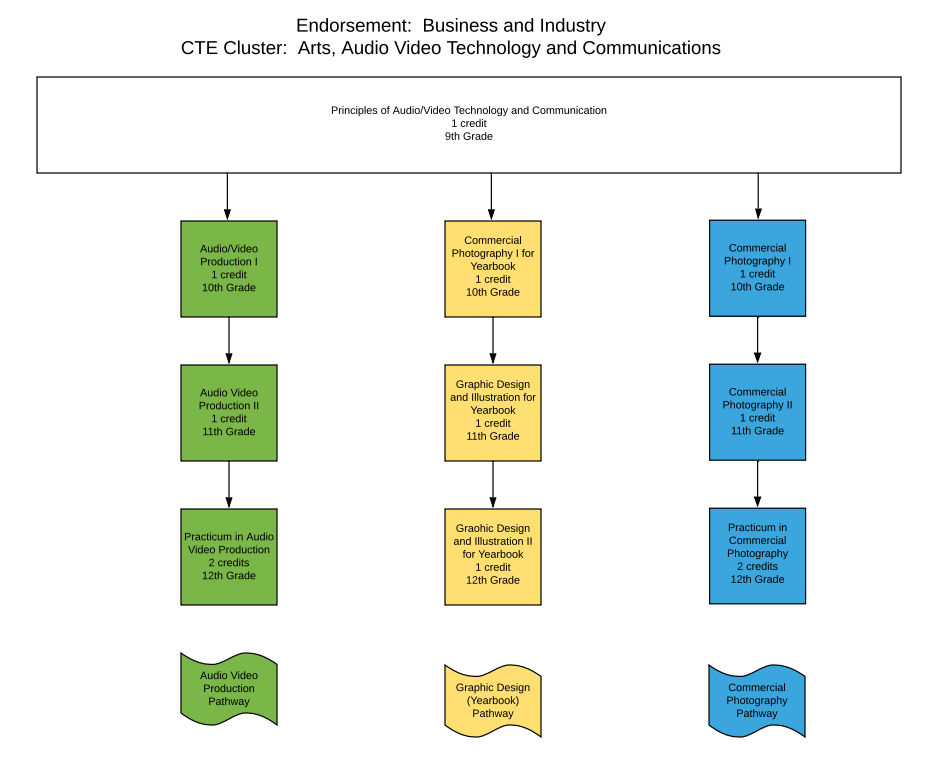 Endorsement:  Business and Industry
CTE Cluster:  Arts, Audio Video Technology and Communications
Principles of Audio/Video Technology and Communication
1 credit
9th Grade
Audio/Video
Production I
1 credit
10th Grade
Commercial
Photography I for
Yearbook
1 credit
10th Grade
Commercial
Photography I
1 credit
10th Grade
Audio Video
Production II
1 credit
11th Grade
Graphic Design
and Illustration for
Yearbook
1 credit
11th Grade
Commercial
Photography II
1 credit
11th Grade
Practicum in Audio
Video Production
2 credits
12th Grade
Graohic Design
and Illustration II
for Yearbook
1 credit
12th Grade
Practicum in
Commercial
Photography
2 credits
12th Grade
Audio Video
Production
Pathway
Graphic Design
(Yearbook)
Pathway
Commercial
Photography
Pathway